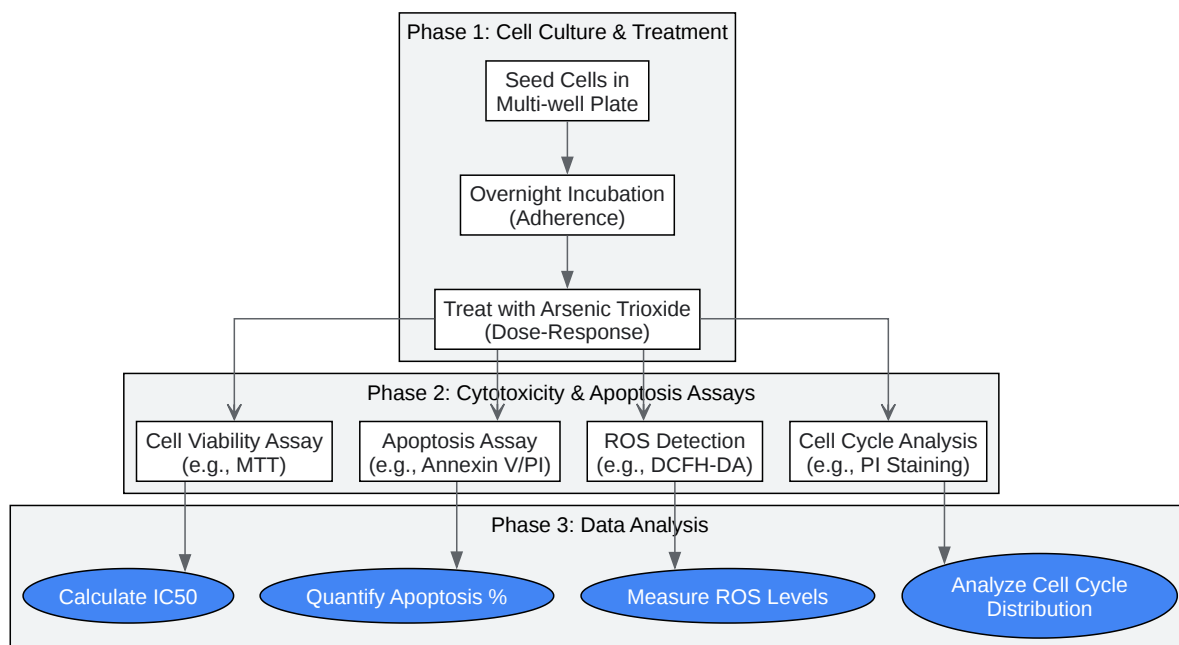 Phase 1: Cell Culture & Treatment
Seed Cells in
Multi-well Plate
Overnight Incubation
(Adherence)
Treat with Arsenic Trioxide
(Dose-Response)
Phase 2: Cytotoxicity & Apoptosis Assays
Cell Viability Assay
(e.g., MTT)
Apoptosis Assay
(e.g., Annexin V/PI)
ROS Detection
(e.g., DCFH-DA)
Cell Cycle Analysis
(e.g., PI Staining)
Phase 3: Data Analysis
Calculate IC50
Quantify Apoptosis %
Measure ROS Levels
Analyze Cell Cycle
Distribution